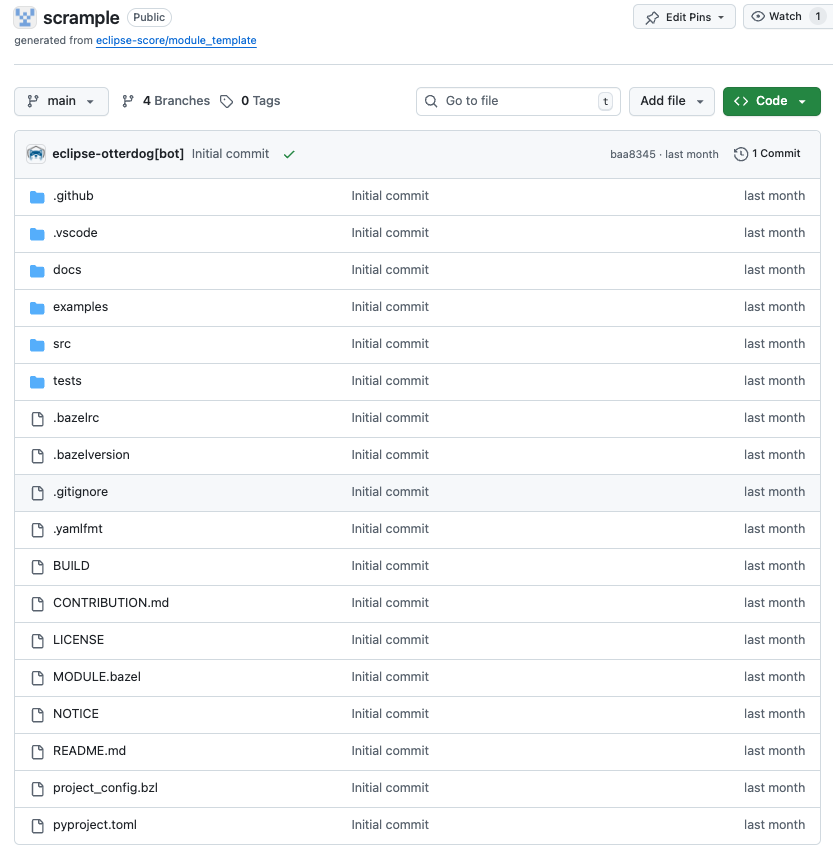 scrample Public Edit Pins Watch 1
generated from eclipse-score/module_template
main 4 Branches 0 Tags Go to file t Add file Code
eclipse-otterdog[bot] Initial commit baa8345 · last month 1 Commit
.github Initial commit last month
.vscode Initial commit last month
docs Initial commit last month
examples Initial commit last month
src Initial commit last month
tests Initial commit last month
.bazelrc Initial commit last month
.bazelversion Initial commit last month
.gitignore Initial commit last month
.yamlfmt Initial commit last month
BUILD Initial commit last month
CONTRIBUTION.md Initial commit last month
LICENSE Initial commit last month
MODULE.bazel Initial commit last month
NOTICE Initial commit last month
README.md Initial commit last month
project_config.bzl Initial commit last month
pyproject.toml Initial commit last month